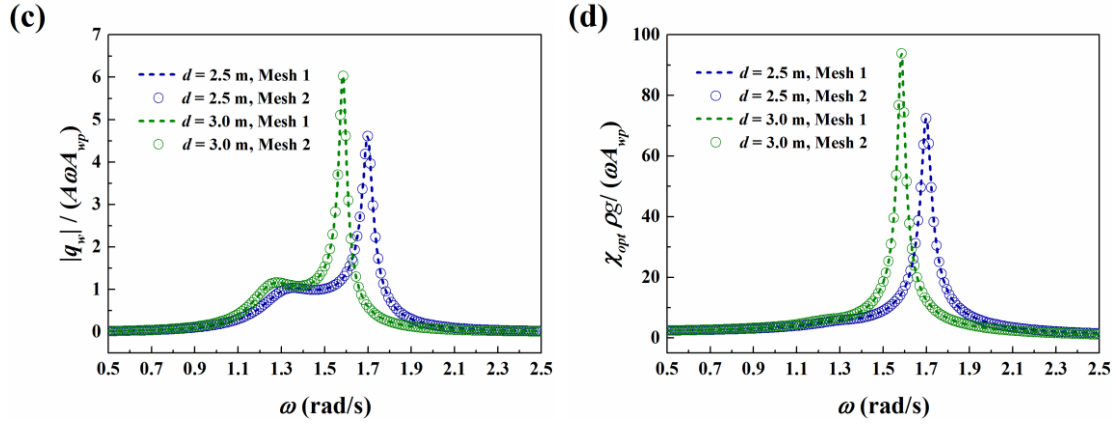 (c)
|q_w| / (AωA_wp)
7
6
5
4
3
2
1
0
d = 2.5 m, Mesh 1
d = 2.5 m, Mesh 2
d = 3.0 m, Mesh 1
d = 3.0 m, Mesh 2
0.5 0.7 0.9 1.1 1.3 1.5 1.7 1.9 2.1 2.3 2.5
ω (rad/s)
(d)
χ_opt ρg/ (ωA_wp)
100
80
60
40
20
0
d = 2.5 m, Mesh 1
d = 2.5 m, Mesh 2
d = 3.0 m, Mesh 1
d = 3.0 m, Mesh 2
0.5 0.7 0.9 1.1 1.3 1.5 1.7 1.9 2.1 2.3 2.5
ω (rad/s)